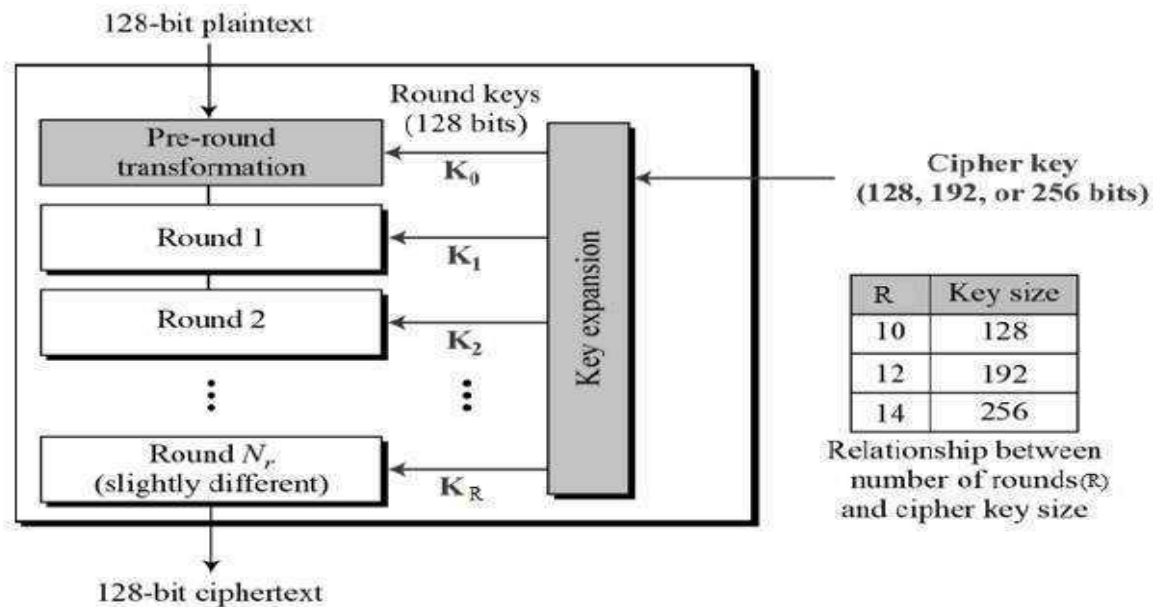 128-bit plaintext
Round keys
(128 bits)
Pre-round
transformation
K0
Cipher key
(128, 192, or 256 bits)
Round 1
K1
Round 2
K2
Key expansion
R Key size
10 128
12 192
14 256
Relationship between
number of rounds(R)
and cipher key size
Round Nr
(slightly different)
KR
128-bit ciphertext